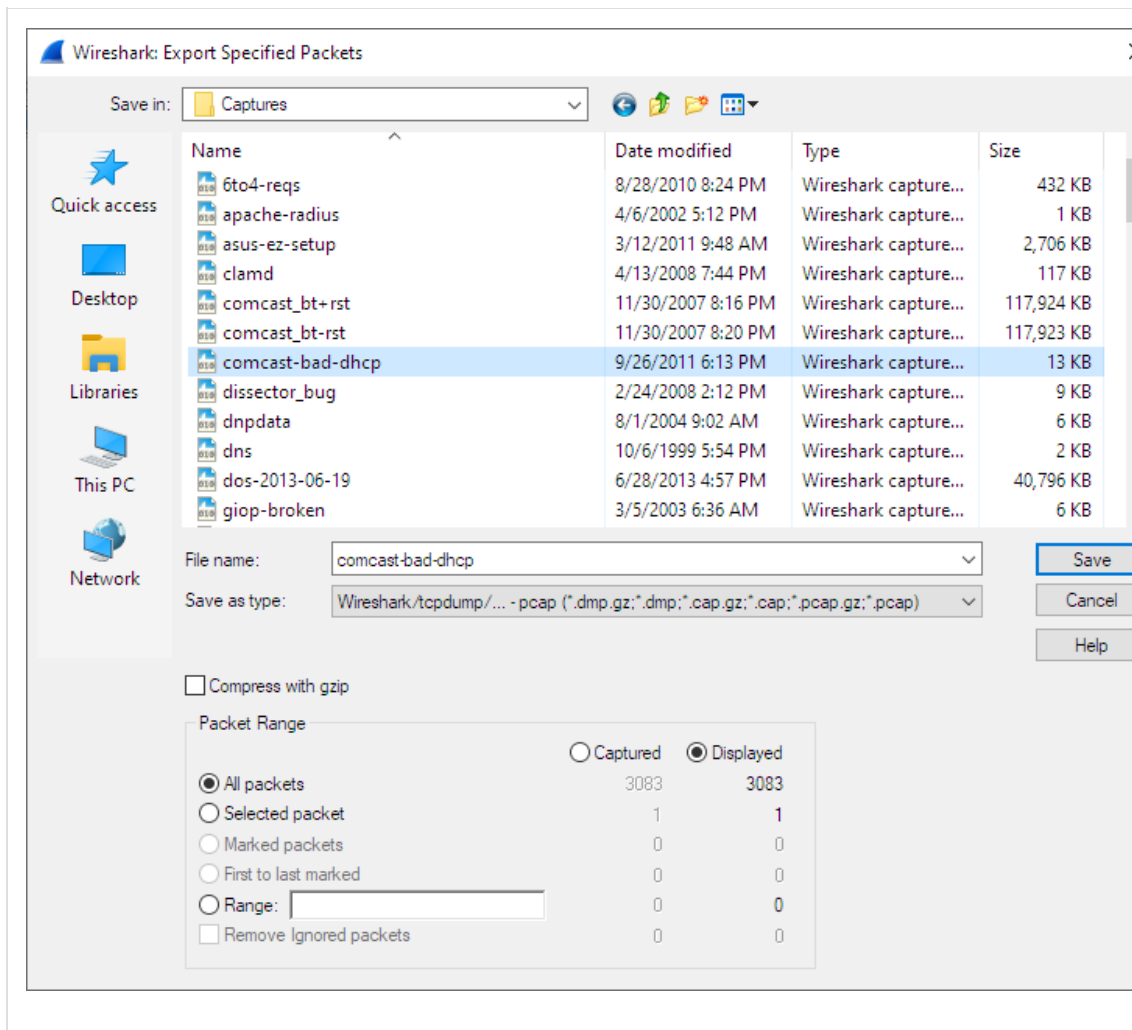 Wireshark: Export Specified Packets
Save in: Captures
Name Date modified Type Size
6to4-reqs 8/28/2010 8:24 PM Wireshark capture... 432 KB
apache-radius 4/6/2002 5:12 PM Wireshark capture... 1 KB
asus-ez-setup 3/12/2011 9:48 AM Wireshark capture... 2,706 KB
clamd 4/13/2008 7:44 PM Wireshark capture... 117 KB
comcast_bt+rst 11/30/2007 8:16 PM Wireshark capture... 117,924 KB
comcast_bt-rst 11/30/2007 8:20 PM Wireshark capture... 117,923 KB
comcast-bad-dhcp 9/26/2011 6:13 PM Wireshark capture... 13 KB
dissector_bug 2/24/2008 2:12 PM Wireshark capture... 9 KB
dnpdata 8/1/2004 9:02 AM Wireshark capture... 6 KB
dns 10/6/1999 5:54 PM Wireshark capture... 2 KB
dos-2013-06-19 6/28/2013 4:57 PM Wireshark capture... 40,796 KB
giop-broken 3/5/2003 6:36 AM Wireshark capture... 6 KB
Quick access
Desktop
Libraries
This PC
Network
File name: comcast-bad-dhcp Save
Save as type: Wireshark/tcpdump/... - pcap (*.dmp.gz;*.dmp;*.cap.gz;*.cap;*.pcap.gz;*.pcap) Cancel
Help
Compress with gzip
Packet Range
Captured Displayed
All packets 3083 3083
Selected packet 1 1
Marked packets 0 0
First to last marked 0 0
Range: 0 0
Remove Ignored packets 0 0